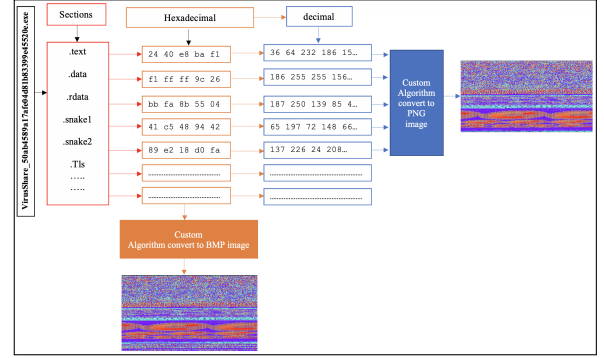 VirusShare_50ab4589a17afe04d81b83399e45520e.exe
Sections
Hexadecimal
decimal
.text
.data
.rdata
.snake1
.snake2
.Tls
.....
.....
24 40 e8 ba f1
f1 ff ff 9c 26
bb fa 8b 55 04
41 c5 48 94 42
89 e2 18 d0 fa
36 64 232 186 15...
186 255 255 156...
187 250 139 85 4...
65 197 72 148 66...
137 226 24 208...
Custom
Algorithm
convert to
PNG
image
Custom
Algorithm convert to BMP image